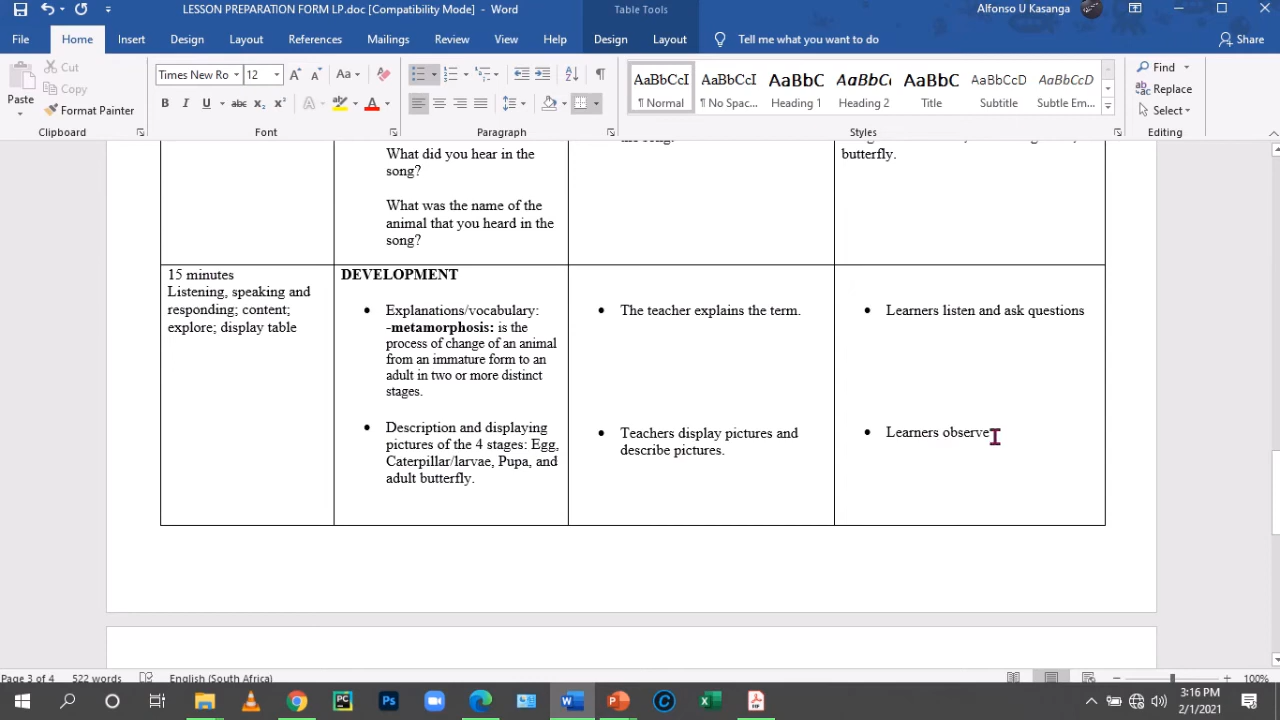 LESSON PREPARATION FORM LP.doc [Compatibility Mode] - Word
Table Tools
Alfonso U Kasanga
File Home Insert Design Layout References Mailings Review View Help Design Layout Tell me what you want to do Share
Paste
Cut
Copy
Format Painter
Clipboard
Times New Ro 12
Font
Paragraph
AaBbCcI AaBbCcI AaBbC AaBbCc AaBbC AaBbCcD AaBbCcD
¶ Normal ¶ No Spac... Heading 1 Heading 2 Title Subtitle Subtle Em...
Styles
Find
Replace
Select
Editing
What did you hear in the
song?
What was the name of the
animal that you heard in the
song?
butterfly.
15 minutes
Listening, speaking and
responding; content;
explore; display table
DEVELOPMENT
• Explanations/vocabulary:
-metamorphosis: is the
process of change of an animal
from an immature form to an
adult in two or more distinct
stages.
• Description and displaying
pictures of the 4 stages: Egg,
Caterpillar/larvae, Pupa, and
adult butterfly.
• The teacher explains the term.
• Teachers display pictures and
describe pictures.
• Learners listen and ask questions
• Learners observe
Page 3 of 4 522 words English (South Africa) 100%
3:16 PM
2/1/2021